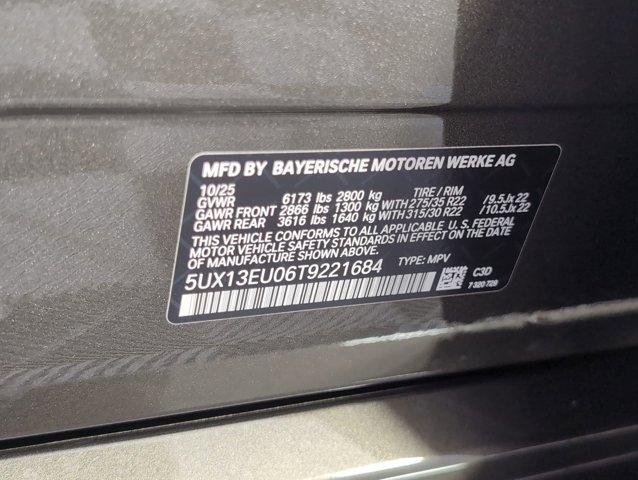 MFD BY BAYERISCHE MOTOREN WERKE AG
10/25 TIRE / RIM
GVWR 6173 lbs 2800 kg
GAWR FRONT 2866 lbs 1300 kg WITH 275/35 R22 / 9.5Jx22
GAWR REAR 3616 lbs 1640 kg WITH 315/30 R22 / 10.5Jx22
THIS VEHICLE CONFORMS TO ALL APPLICABLE U.S. FEDERAL
MOTOR VEHICLE SAFETY STANDARDS IN EFFECT ON THE DATE
OF MANUFACTURE SHOWN ABOVE.
5UX13EU06T9221684 TYPE: MPV
C3D
7 320 728